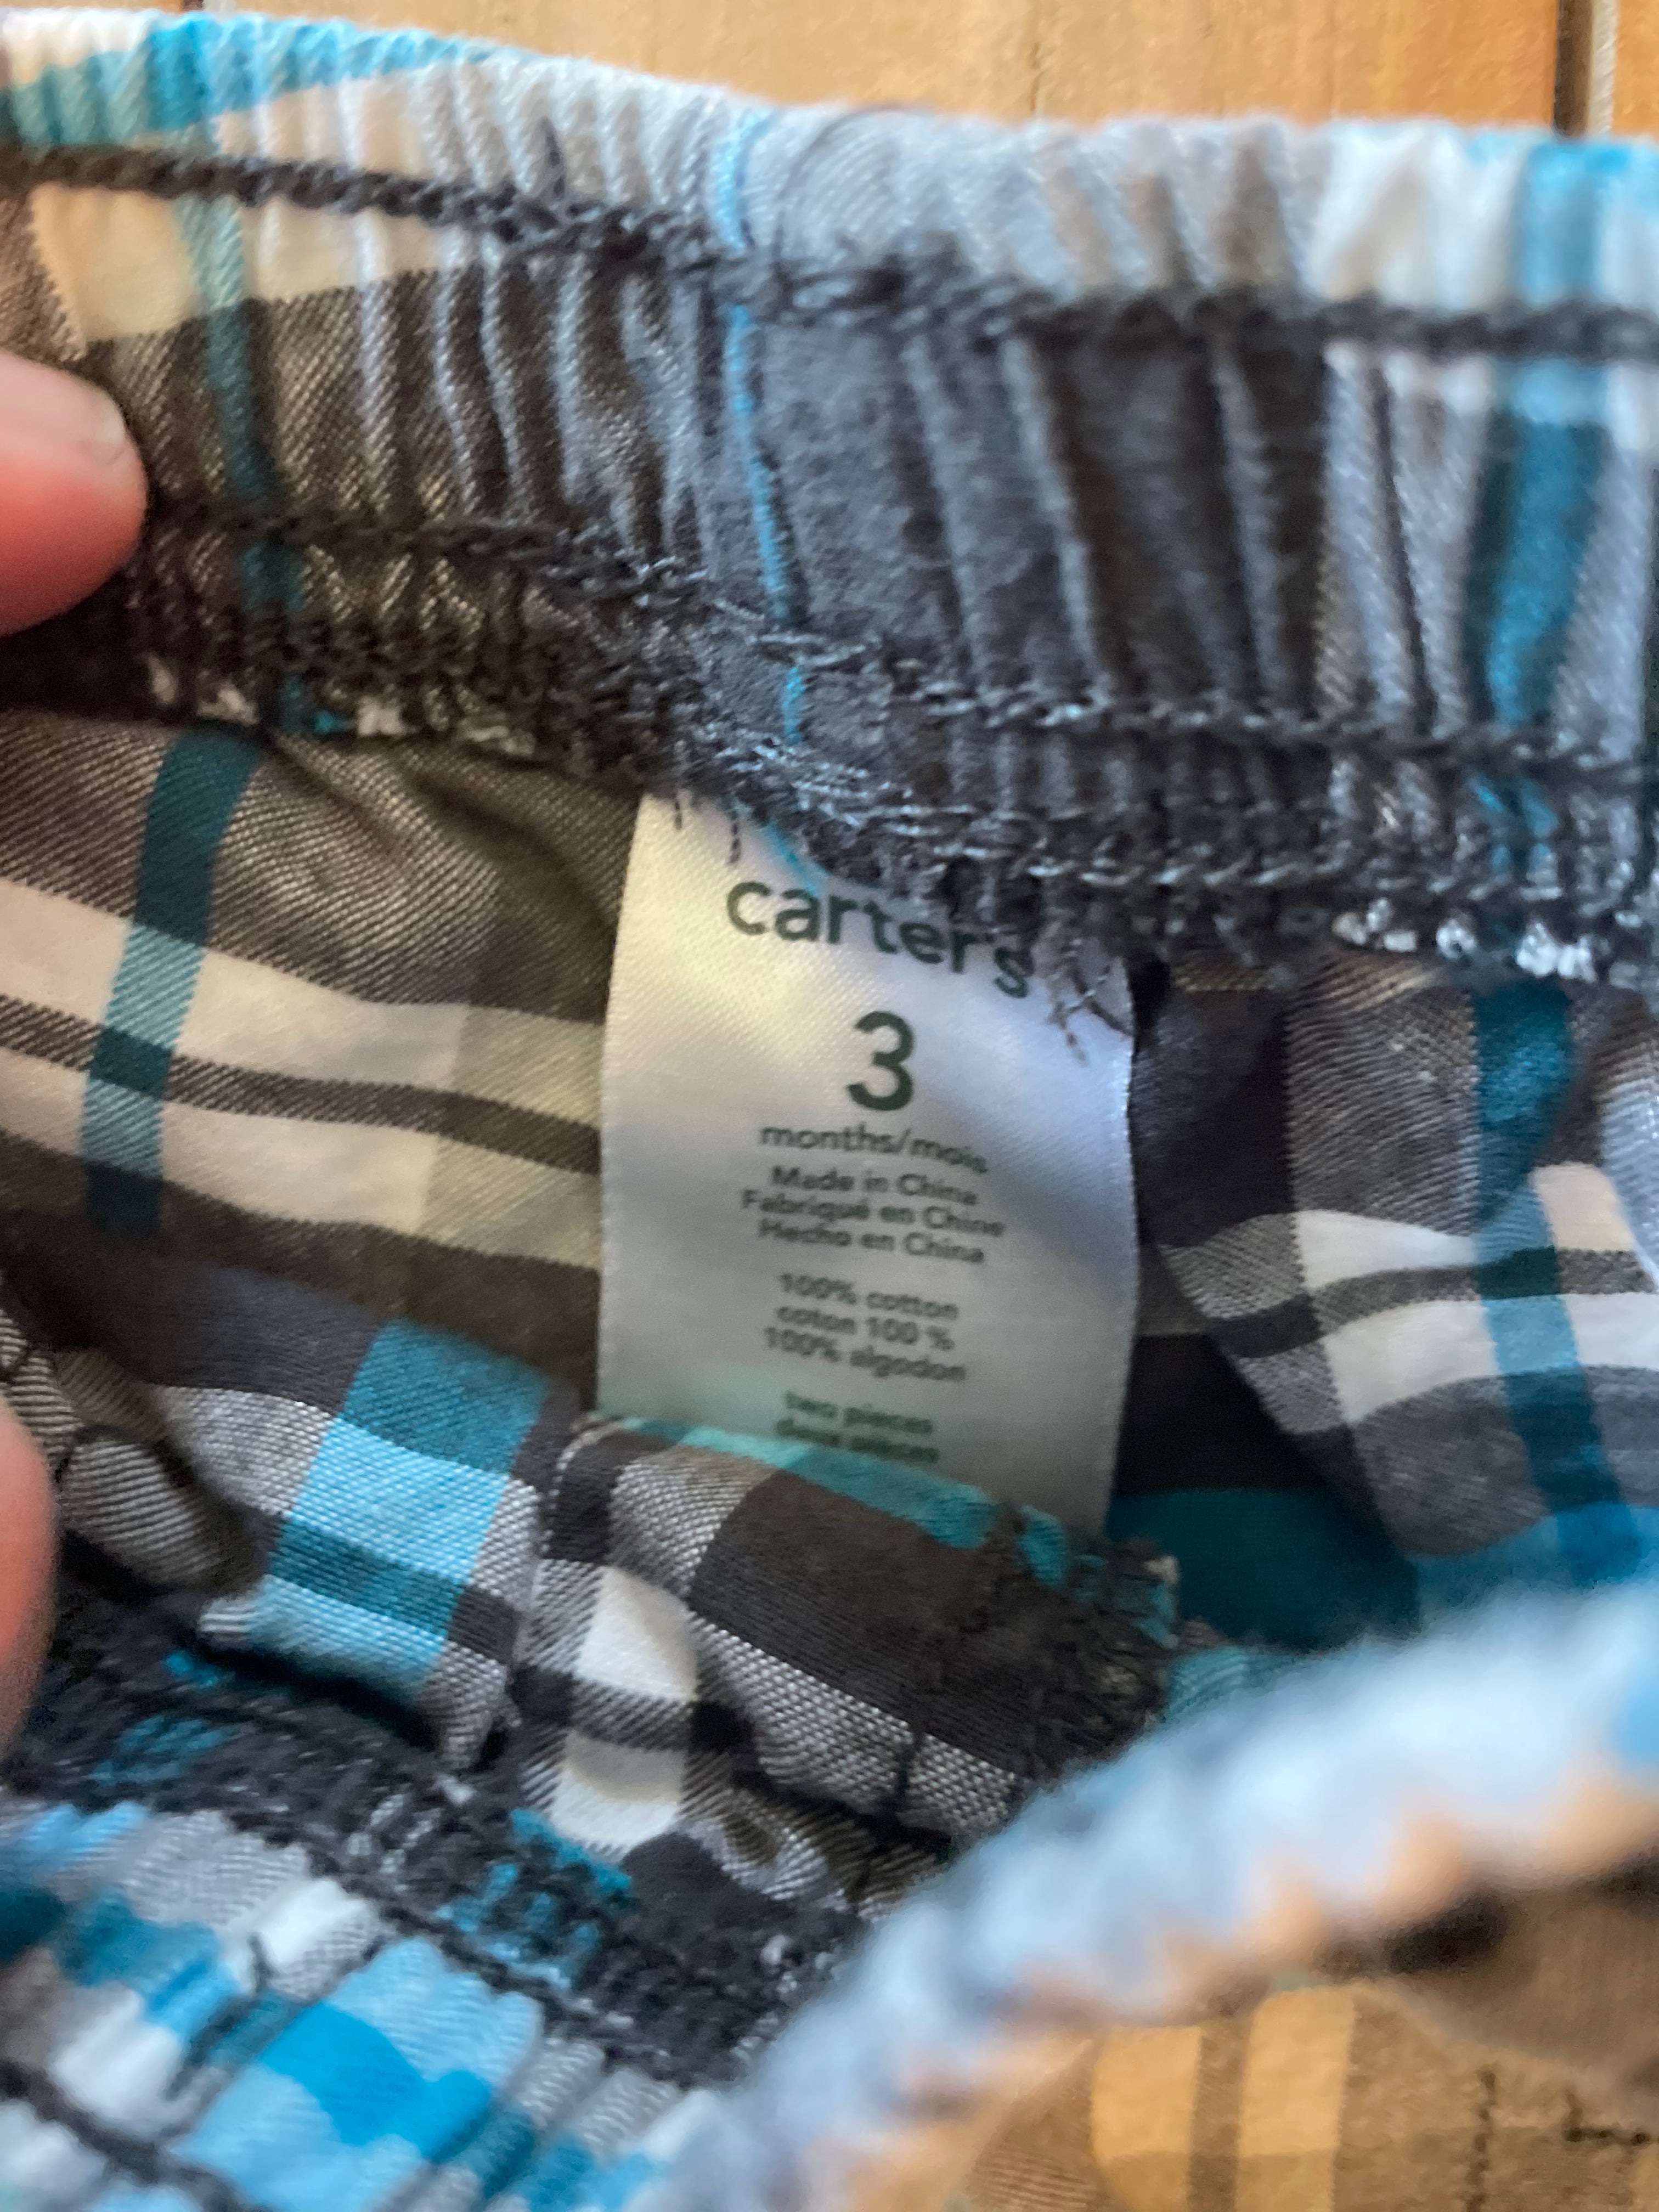 carter's
3
months/mois
Made in China
Fabriqué en Chine
Hecho en China
100% cotton
coton 100 %
100% algodon
two pieces
deux pièces